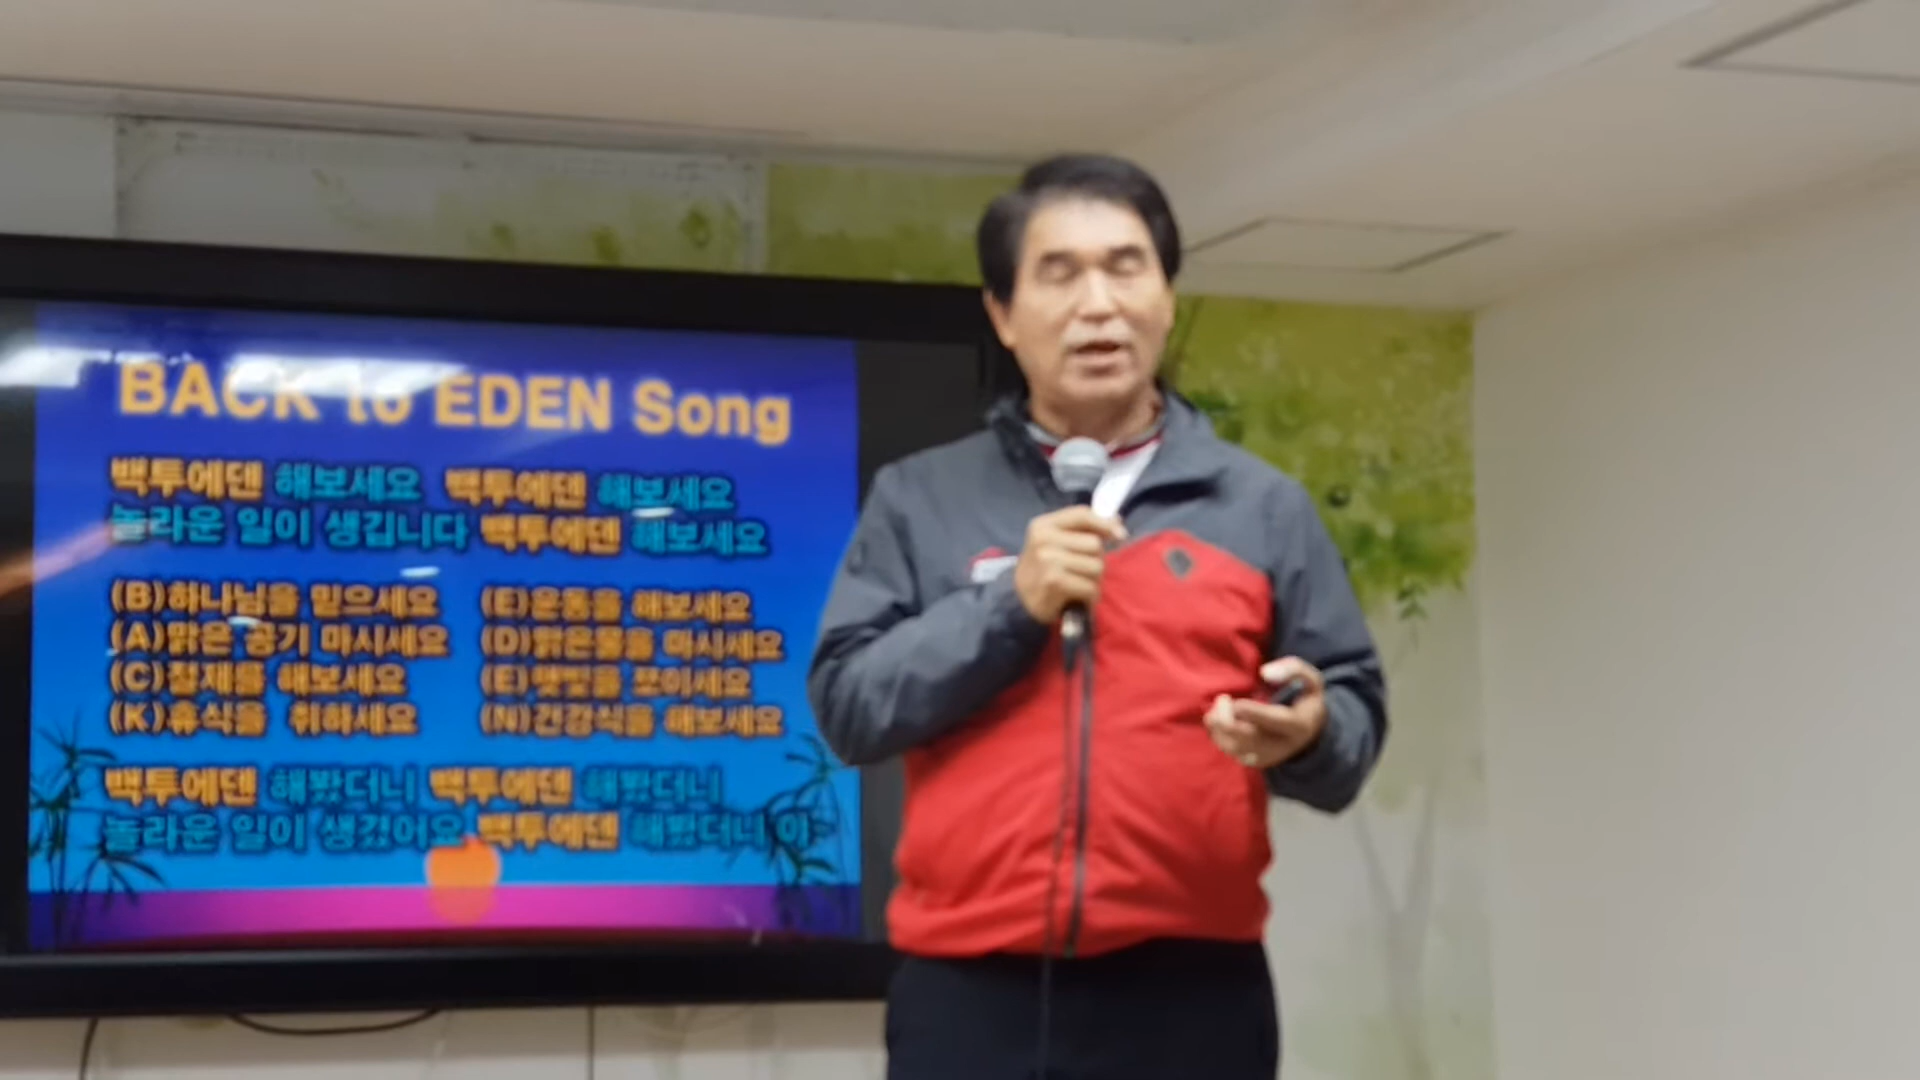 BACK to EDEN Song
백투에덴 해보세요 백투에덴 해보세요
놀라운 일이 생깁니다 백투에덴 해보세요
(B)하나님을 믿으세요 (E)운동을 해보세요
(A)맑은 공기 마시세요 (D)맑은물을 마시세요
(C)절제를 해보세요 (E)햇빛을 쪼이세요
(K)휴식을 취하세요 (N)건강식을 해보세요
백투에덴 해봤더니 백투에덴 해봤더니
놀라운 일이 생겼어요 백투에덴 해봤더니 야